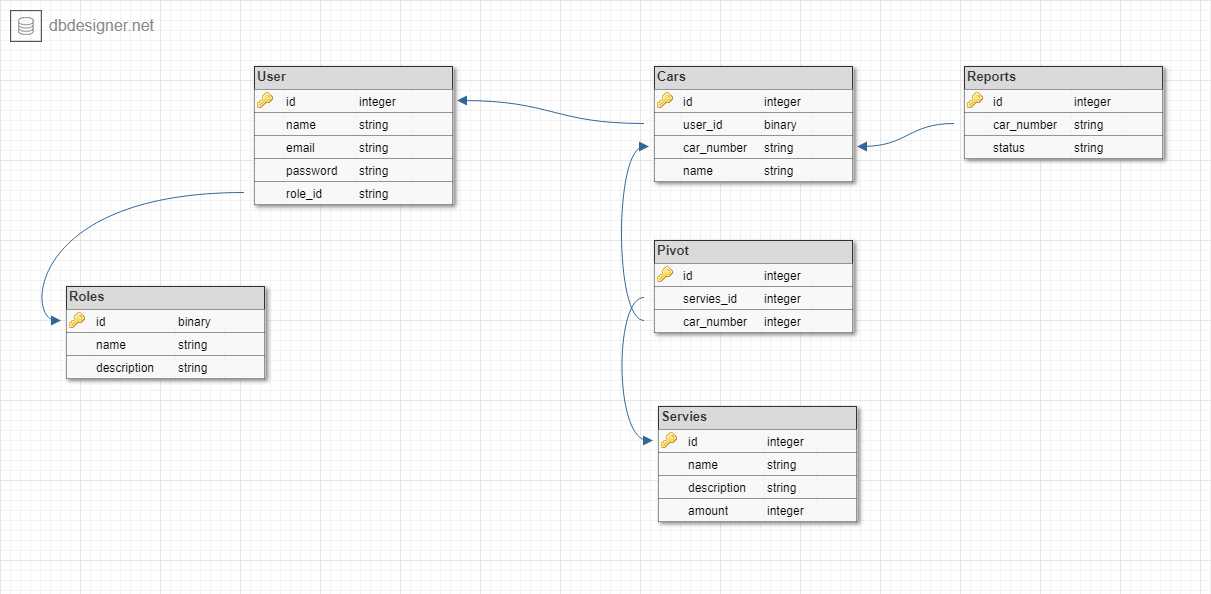 dbdesigner.net
User
id integer
name string
email string
password string
role_id string
Cars
id integer
user_id binary
car_number string
name string
Reports
id integer
car_number string
status string
Pivot
id integer
servies_id integer
car_number integer
Roles
id binary
name string
description string
Servies
id integer
name string
description string
amount integer